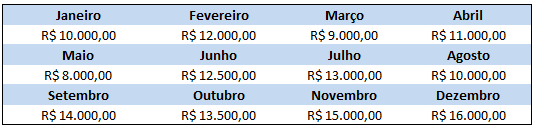 Janeiro Fevereiro Março Abril
R$ 10.000,00 R$ 12.000,00 R$ 9.000,00 R$ 11.000,00
Maio Junho Julho Agosto
R$ 8.000,00 R$ 12.500,00 R$ 13.000,00 R$ 10.000,00
Setembro Outubro Novembro Dezembro
R$ 14.000,00 R$ 13.500,00 R$ 15.000,00 R$ 16.000,00